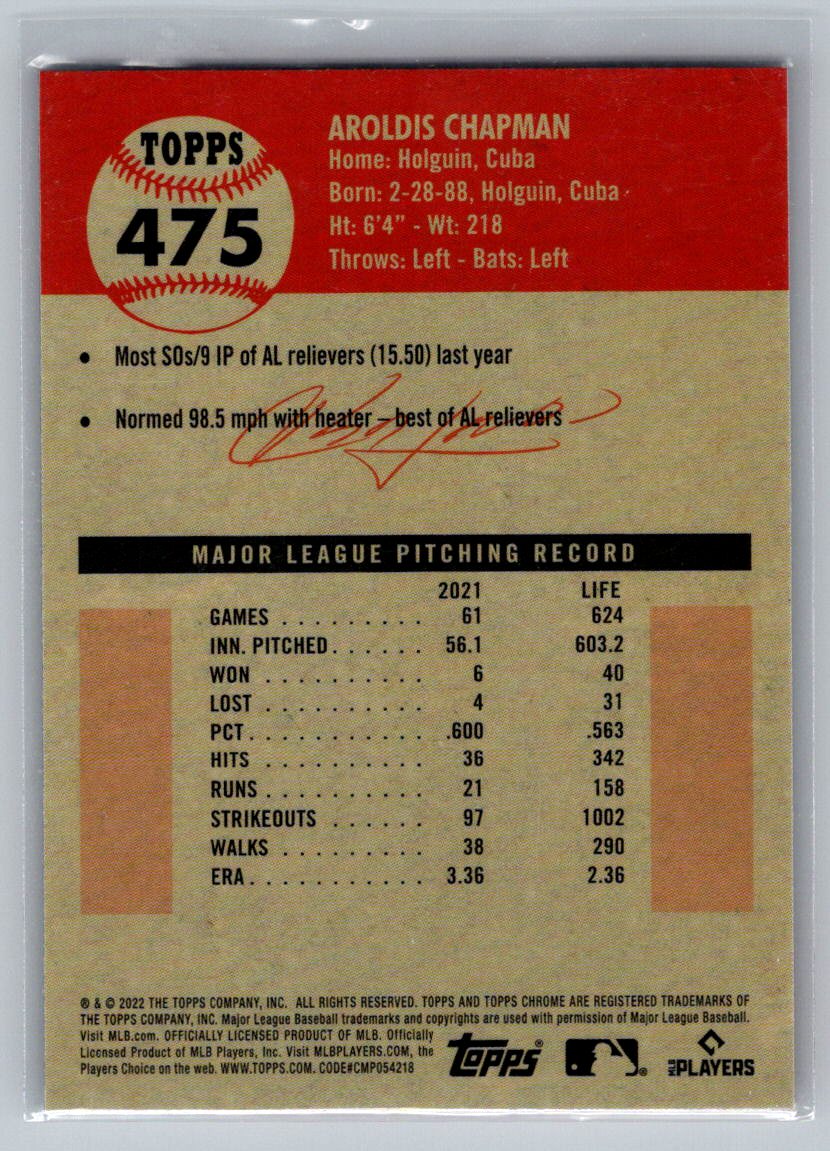 TOPPS
475
AROLDIS CHAPMAN
Home: Holguin, Cuba
Born: 2-28-88, Holguin, Cuba
Ht: 6'4" - Wt: 218
Throws: Left - Bats: Left
● Most SOs/9 IP of AL relievers (15.50) last year
● Normed 98.5 mph with heater – best of AL relievers
MAJOR LEAGUE PITCHING RECORD
2021 LIFE
GAMES . . . . . . . . . 61 624
INN. PITCHED . . . . . . 56.1 603.2
WON . . . . . . . . . . 6 40
LOST . . . . . . . . . . 4 31
PCT . . . . . . . . . . . .600 .563
HITS . . . . . . . . . . . 36 342
RUNS . . . . . . . . . . 21 158
STRIKEOUTS . . . . . . 97 1002
WALKS . . . . . . . . . 38 290
ERA . . . . . . . . . . . 3.36 2.36
® & © 2022 THE TOPPS COMPANY, INC. ALL RIGHTS RESERVED. TOPPS AND TOPPS CHROME ARE REGISTERED TRADEMARKS OF
THE TOPPS COMPANY, INC. Major League Baseball trademarks and copyrights are used with permission of Major League Baseball.
Visit MLB.com. OFFICIALLY LICENSED PRODUCT OF MLB. Officially
Licensed Product of MLB Players, Inc. Visit MLBPLAYERS.COM, the
Players Choice on the web. WWW.TOPPS.COM. CODE#CMP054218
Topps® ® MLB PLAYERS